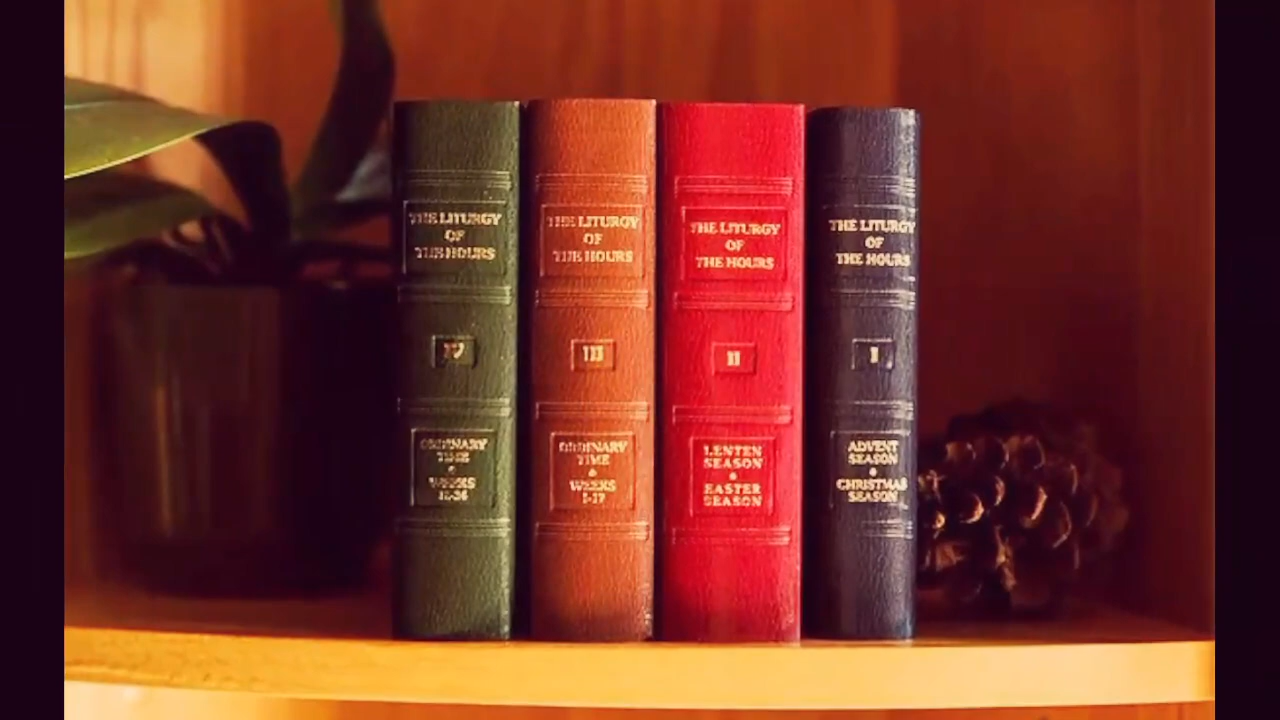 THE LITURGY
OF
THE HOURS
IV
ORDINARY
TIME
WEEKS
THE LITURGY
OF
THE HOURS
III
ORDINARY
TIME
WEEKS
1-17
THE LITURGY
OF
THE HOURS
II
LENTEN
SEASON
EASTER
SEASON
THE LITURGY
OF
THE HOURS
I
ADVENT
SEASON
CHRISTMAS
SEASON